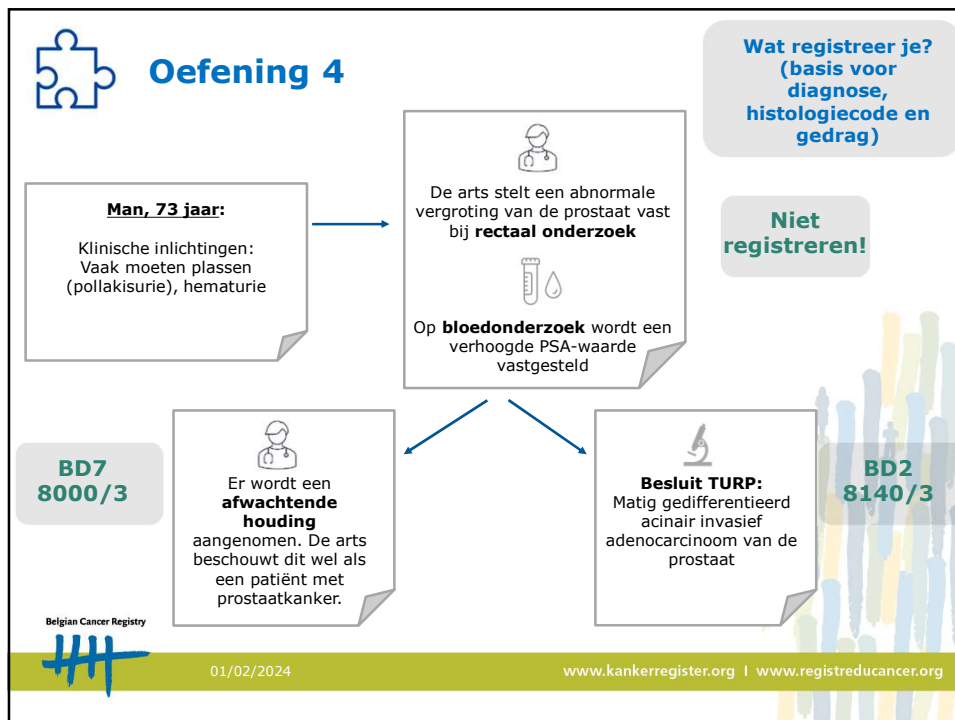 Oefening 4
Wat registreer je?
(basis voor
diagnose,
histologiecode en
gedrag)
Man, 73 jaar:
Klinische inlichtingen:
Vaak moeten plassen
(pollakisurie), hematurie
De arts stelt een abnormale
vergroting van de prostaat vast
bij rectaal onderzoek
Op bloedonderzoek wordt een
verhoogde PSA-waarde
vastgesteld
Niet
registreren!
BD7
8000/3
Er wordt een
afwachtende
houding
aangenomen. De arts
beschouwt dit wel als
een patiënt met
prostaatkanker.
Besluit TURP:
Matig gedifferentieerd
acinair invasief
adenocarcinoom van de
prostaat
BD2
8140/3
Belgian Cancer Registry
01/02/2024
www.kankerregister.org I www.registreducancer.org